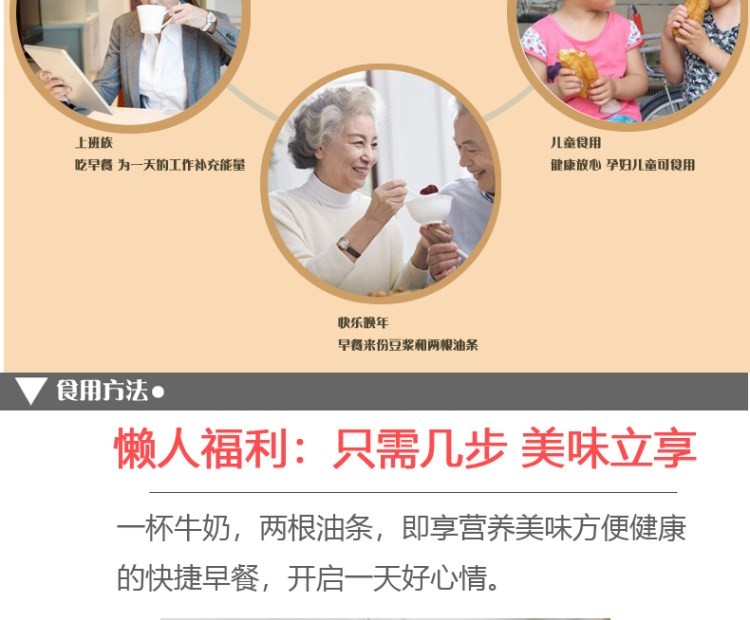 上班族
吃早餐 为一天的工作补充能量
儿童食用
健康放心 孕妇儿童可食用
快乐晚年
早餐来份豆浆和两根油条
食用方法
懒人福利：只需几步 美味立享
一杯牛奶，两根油条，即享营养美味方便健康
的快捷早餐，开启一天好心情。